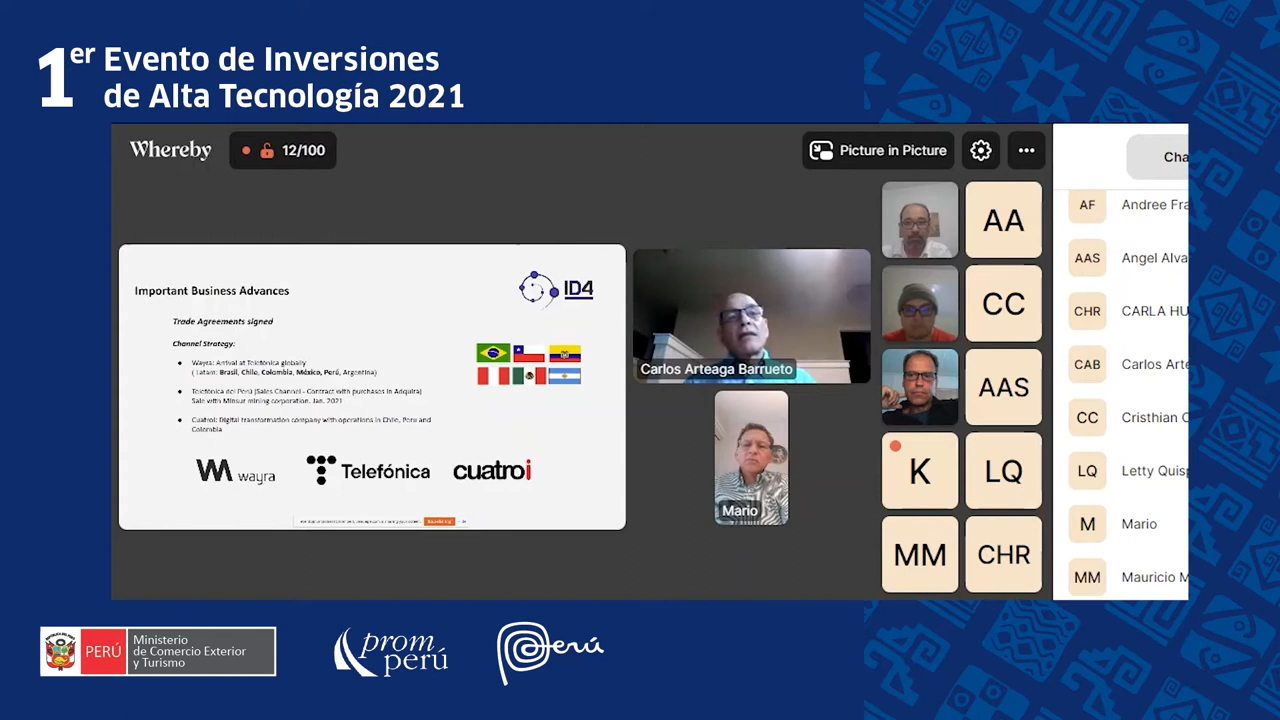 1er Evento de Inversiones
de Alta Tecnología 2021
Whereby
12/100
Picture in Picture
Cha
Important Business Advances
ID4
Trade Agreements signed
Channel Strategy:
Wayra: Arrival at Telefónica globally
( Latam: Brasil, Chile, Colombia, México, Perú, Argentina)
Telefónica del Perú (Sales Channel - Contract with purchases in Adquira)
Sale with Minsur mining corporation. Jan. 2021
Cuatroi: Digital transformation company with operations in Chile, Peru and
Colombia
wayra
Telefónica
cuatroi
Carlos Arteaga Barrueto
Mario
AA
CC
AAS
K
LQ
MM
CHR
AF Andree Fra
AAS Angel Alva
CHR CARLA HU
CAB Carlos Arte
CC Cristhian
LQ Letty Quisp
M Mario
MM Mauricio M
PERÚ
Ministerio
de Comercio Exterior
y Turismo
prom
perú
Perú